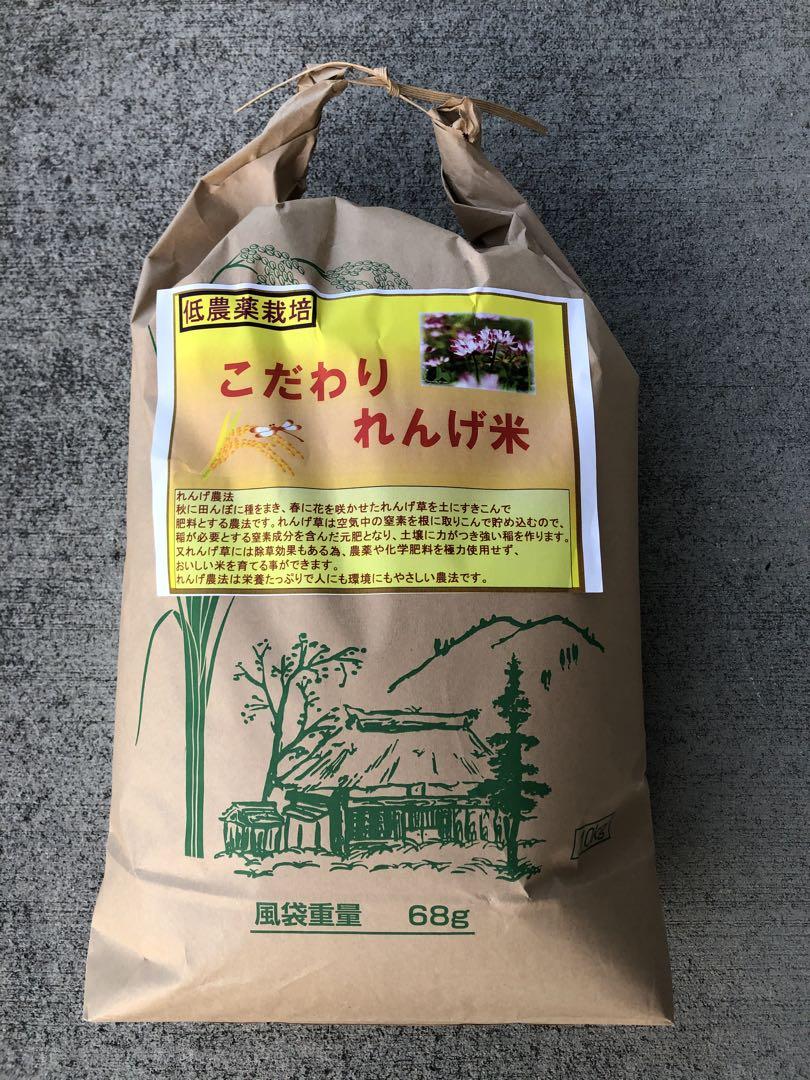 低農薬栽培
こだわり
れんげ米
れんげ農法
秋に田んぼに種をまき、春に花を咲かせたれんげ草を土にすきこんで
肥料とする農法です。れんげ草は空気中の窒素を根に取りこんで貯め込むので、
稲が必要とする窒素成分を含んだ元肥となり、土壌に力がつき強い稲を作ります。
又れんげ草には除草効果もある為、農薬や化学肥料を極力使用せず、
おいしい米を育てる事ができます。
れんげ農法は栄養たっぷりで人にも環境にもやさしい農法です。
10kg
風袋重量 68g